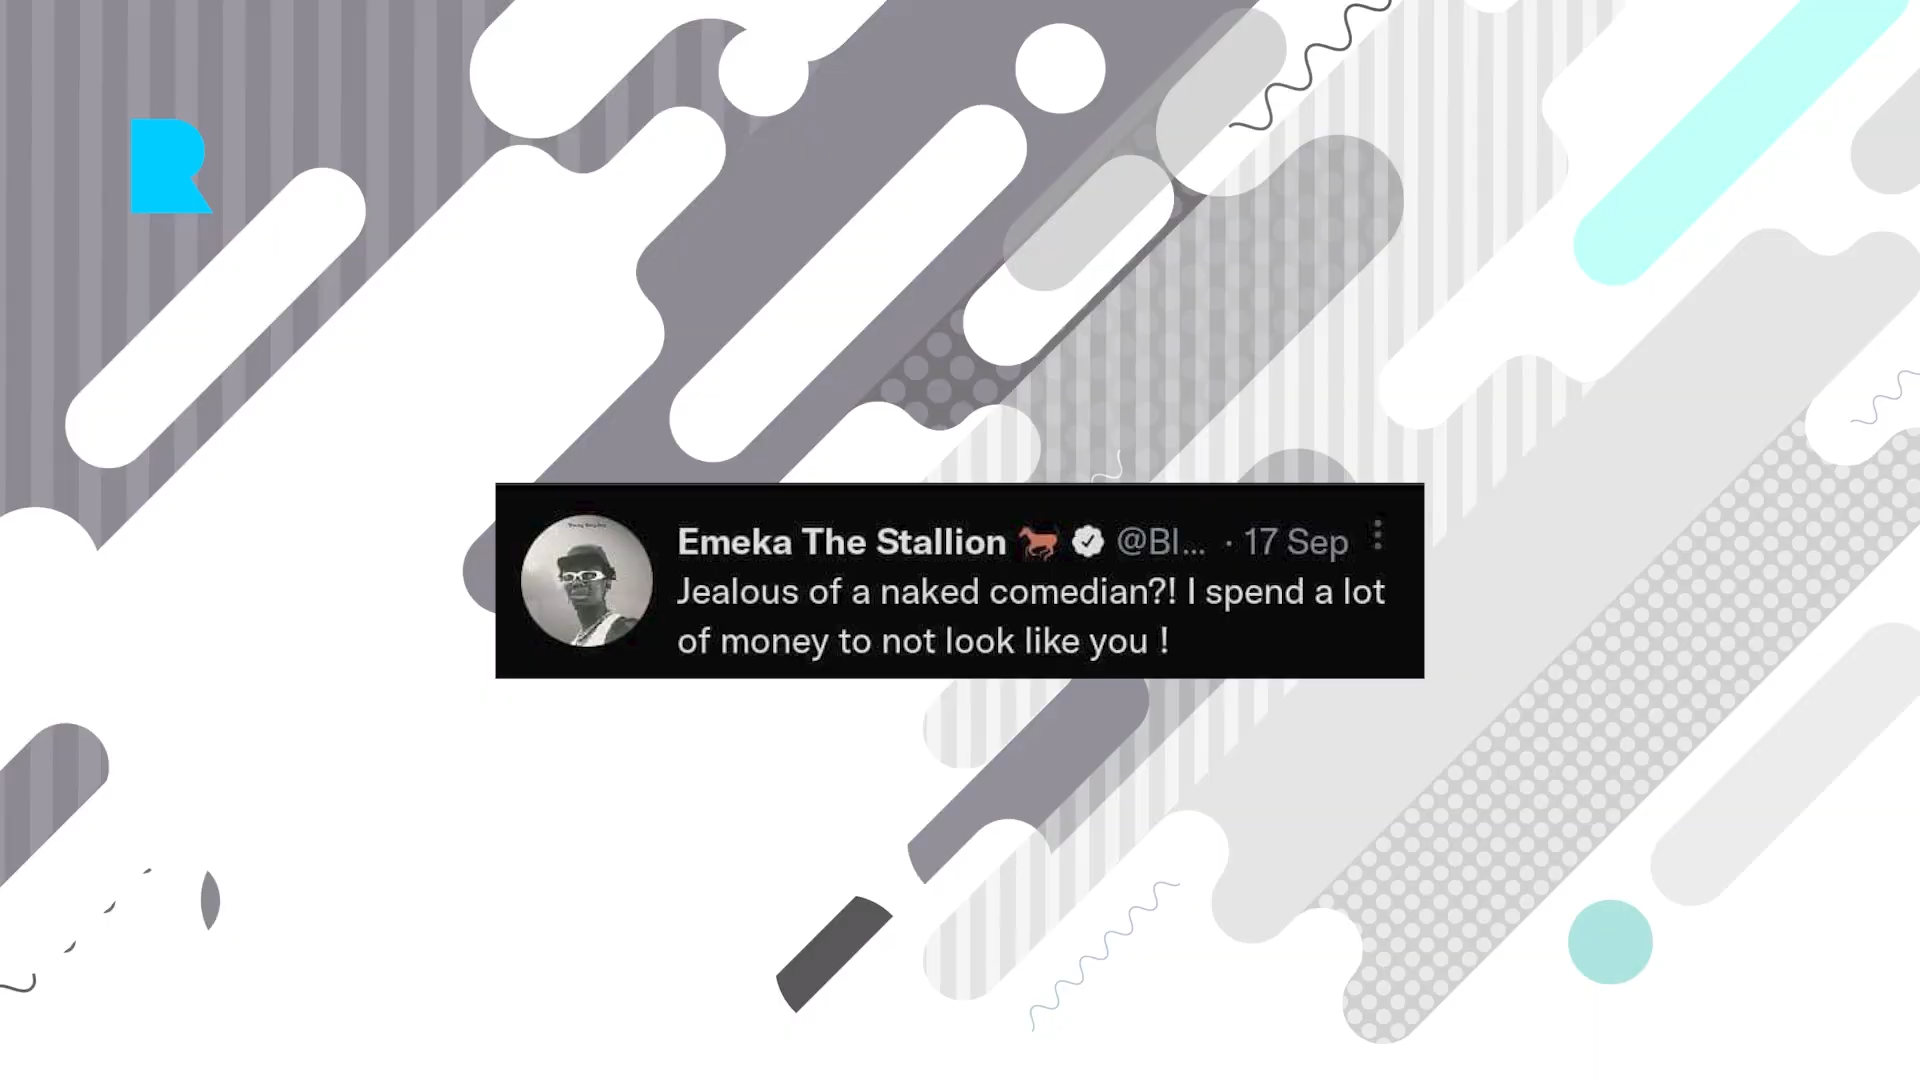 R
Emeka The Stallion 🐎 @Bl... · 17 Sep
Jealous of a naked comedian?! I spend a lot
of money to not look like you !